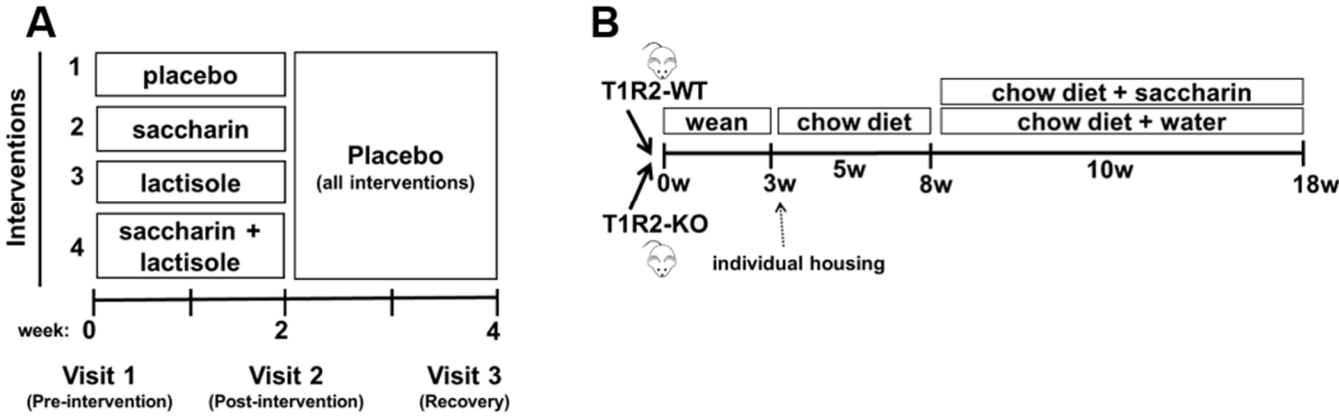 A
Interventions
1
placebo
2
saccharin
3
lactisole
4
saccharin +
lactisole
Placebo
(all interventions)
week: 0 2 4
Visit 1 Visit 2 Visit 3
(Pre-intervention) (Post-intervention) (Recovery)
B
T1R2-WT
chow diet + saccharin
wean chow diet chow diet + water
0w 3w 5w 8w 10w 18w
T1R2-KO
individual housing